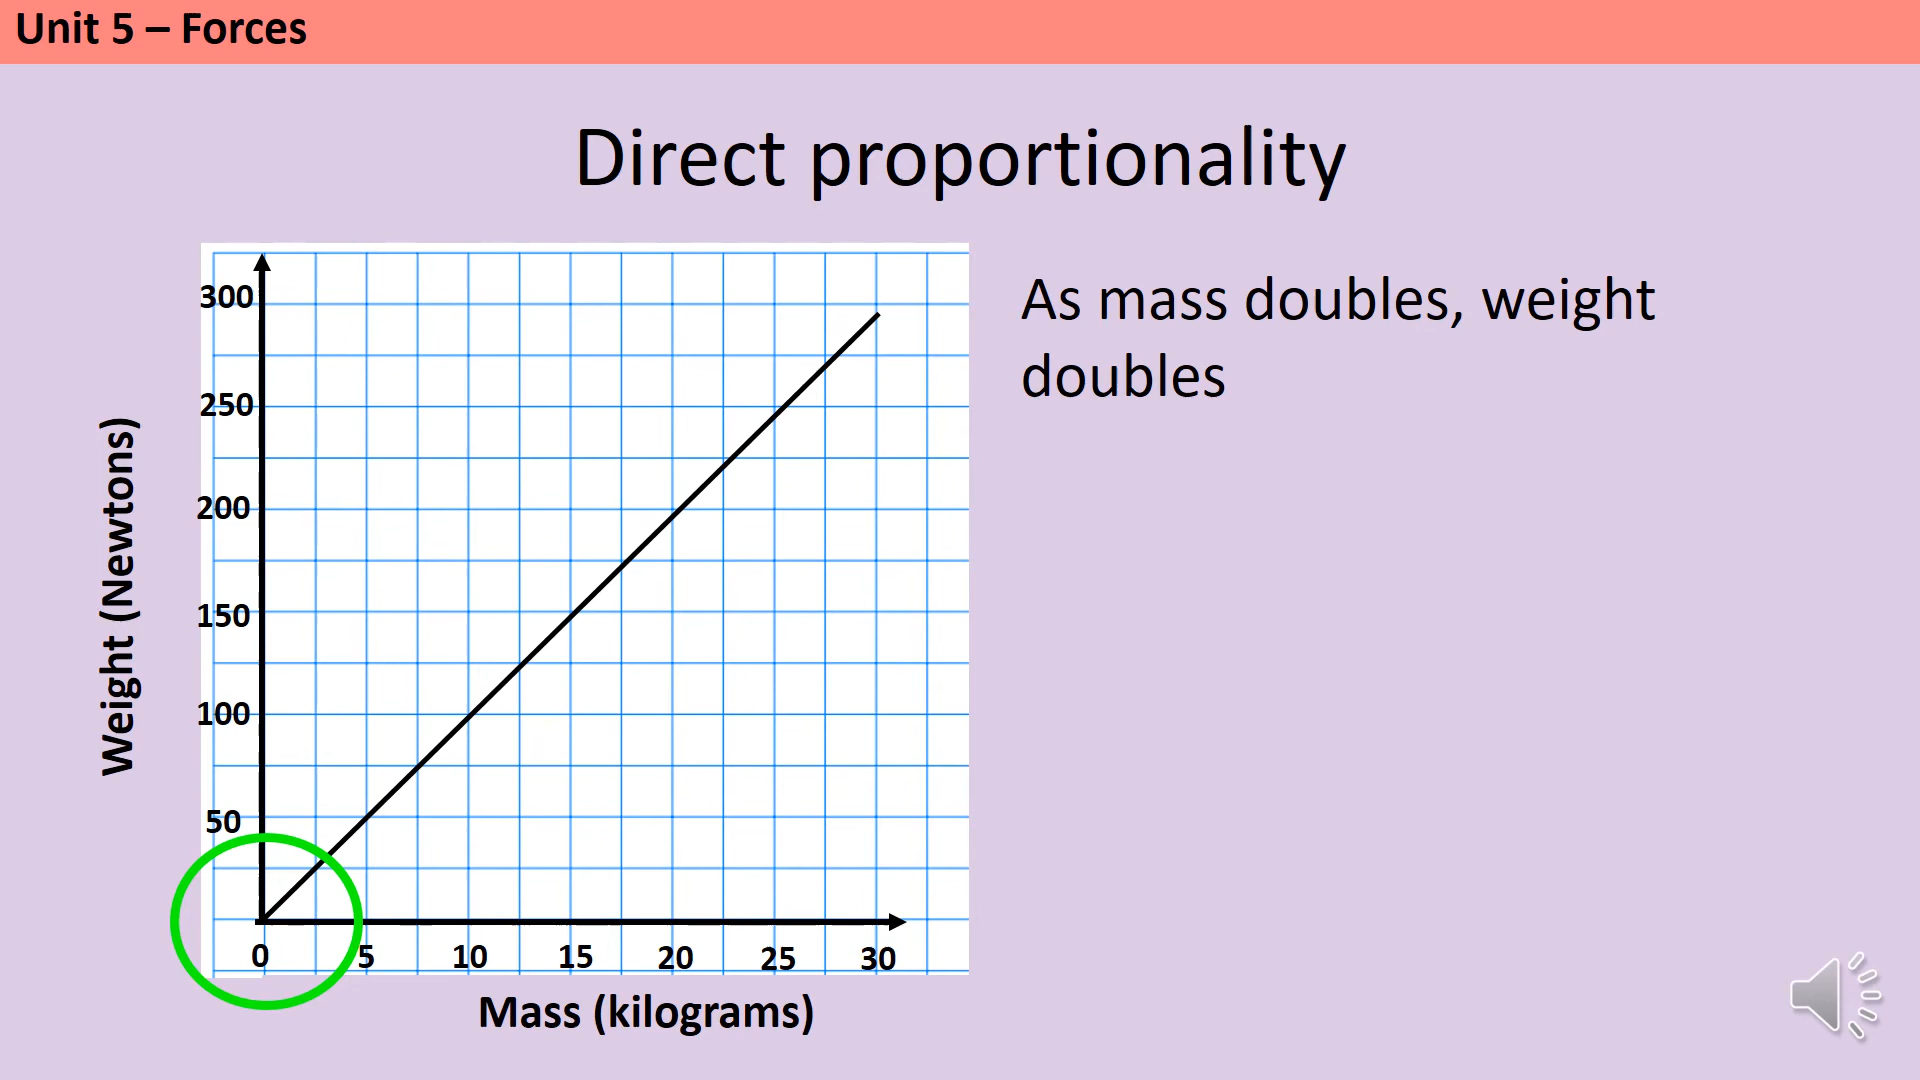 Unit 5 – Forces
Direct proportionality
As mass doubles, weight
doubles
Weight (Newtons)
300
250
200
150
100
50
0 5 10 15 20 25 30
Mass (kilograms)